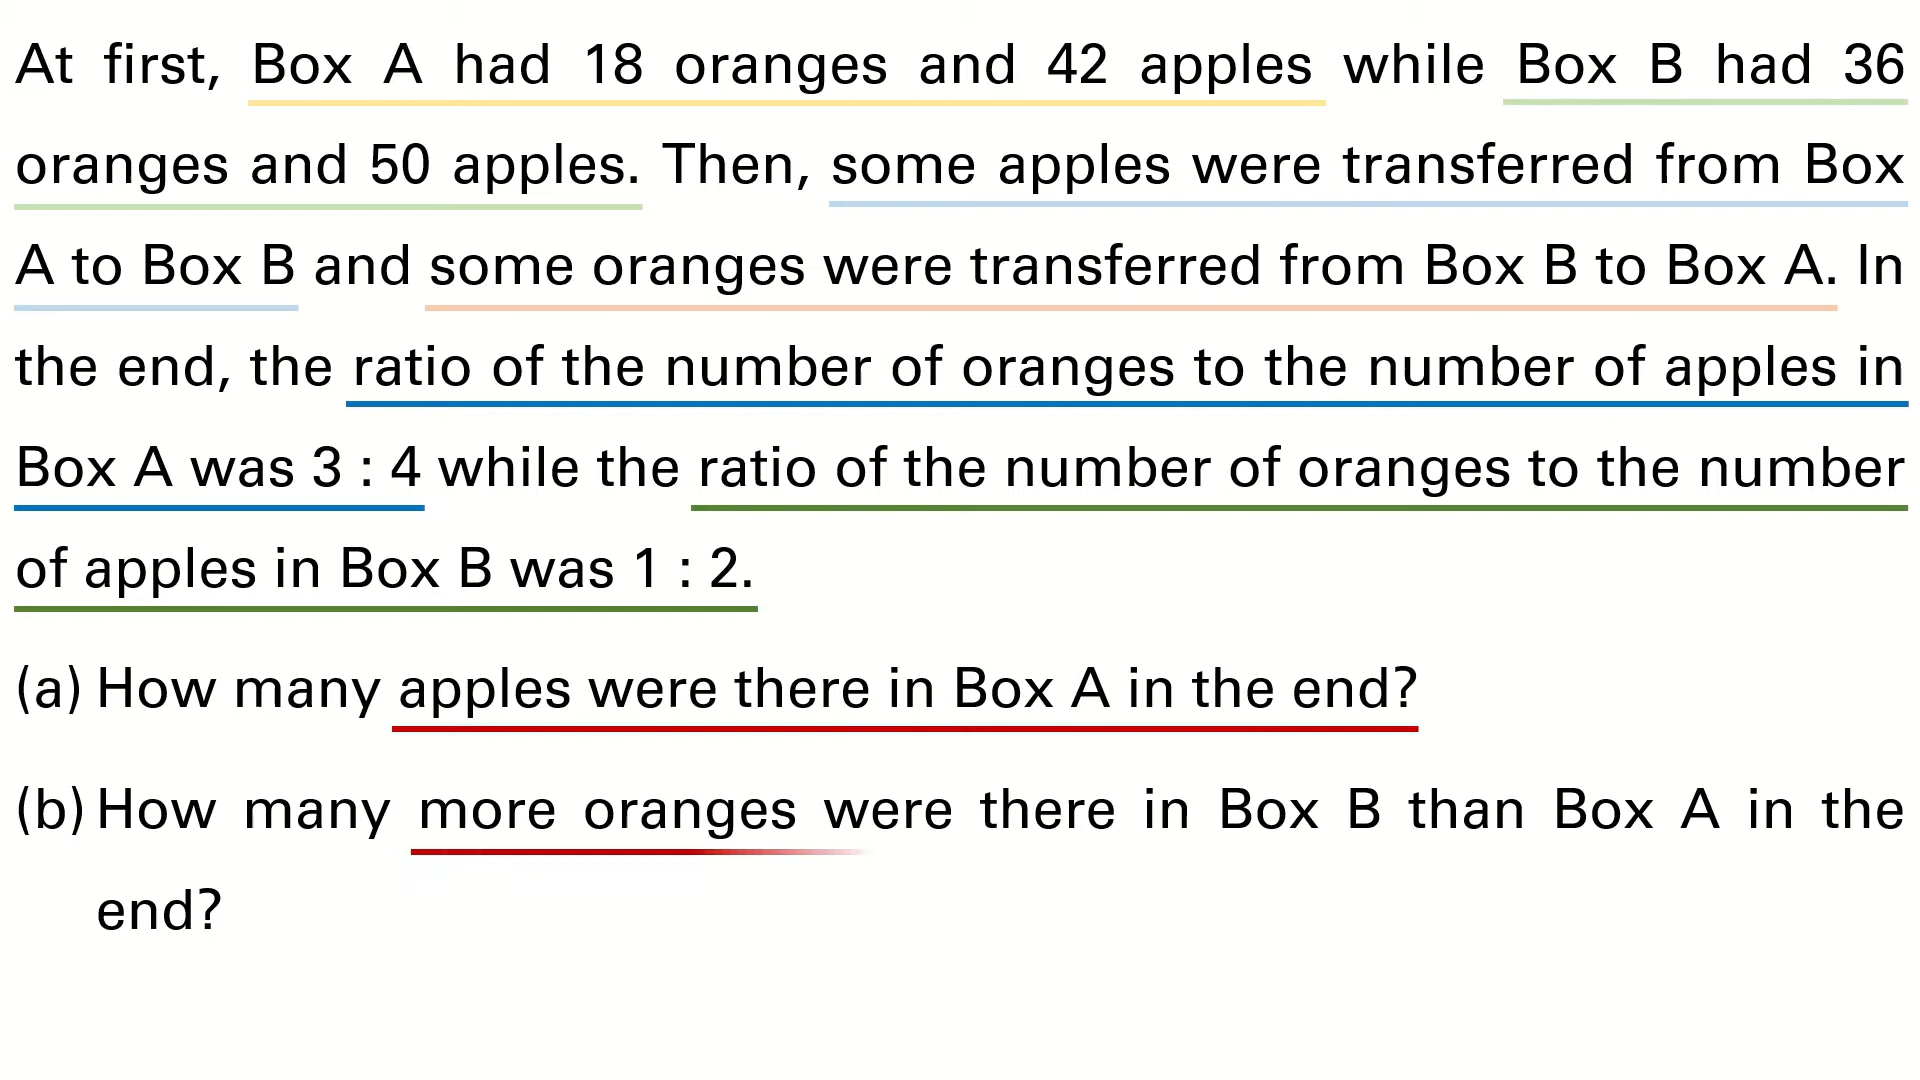 At first, Box A had 18 oranges and 42 apples while Box B had 36
oranges and 50 apples. Then, some apples were transferred from Box
A to Box B and some oranges were transferred from Box B to Box A. In
the end, the ratio of the number of oranges to the number of apples in
Box A was 3 : 4 while the ratio of the number of oranges to the number
of apples in Box B was 1 : 2.
(a) How many apples were there in Box A in the end?
(b) How many more oranges were there in Box B than Box A in the
end?